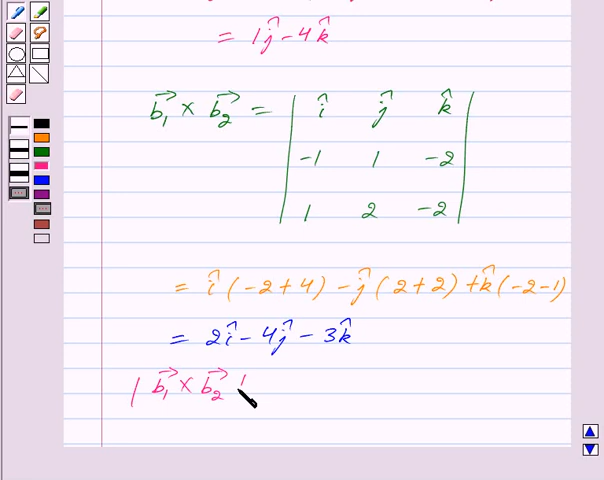 = 1ĵ - 4k̂
b₁⃗ × b₂⃗ = | î ĵ k̂ |
| -1 1 -2 |
| 1 2 -2 |
= î (-2+4) - ĵ (2+2) + k̂ (-2-1)
= 2î - 4ĵ - 3k̂
| b₁⃗ × b₂⃗ |